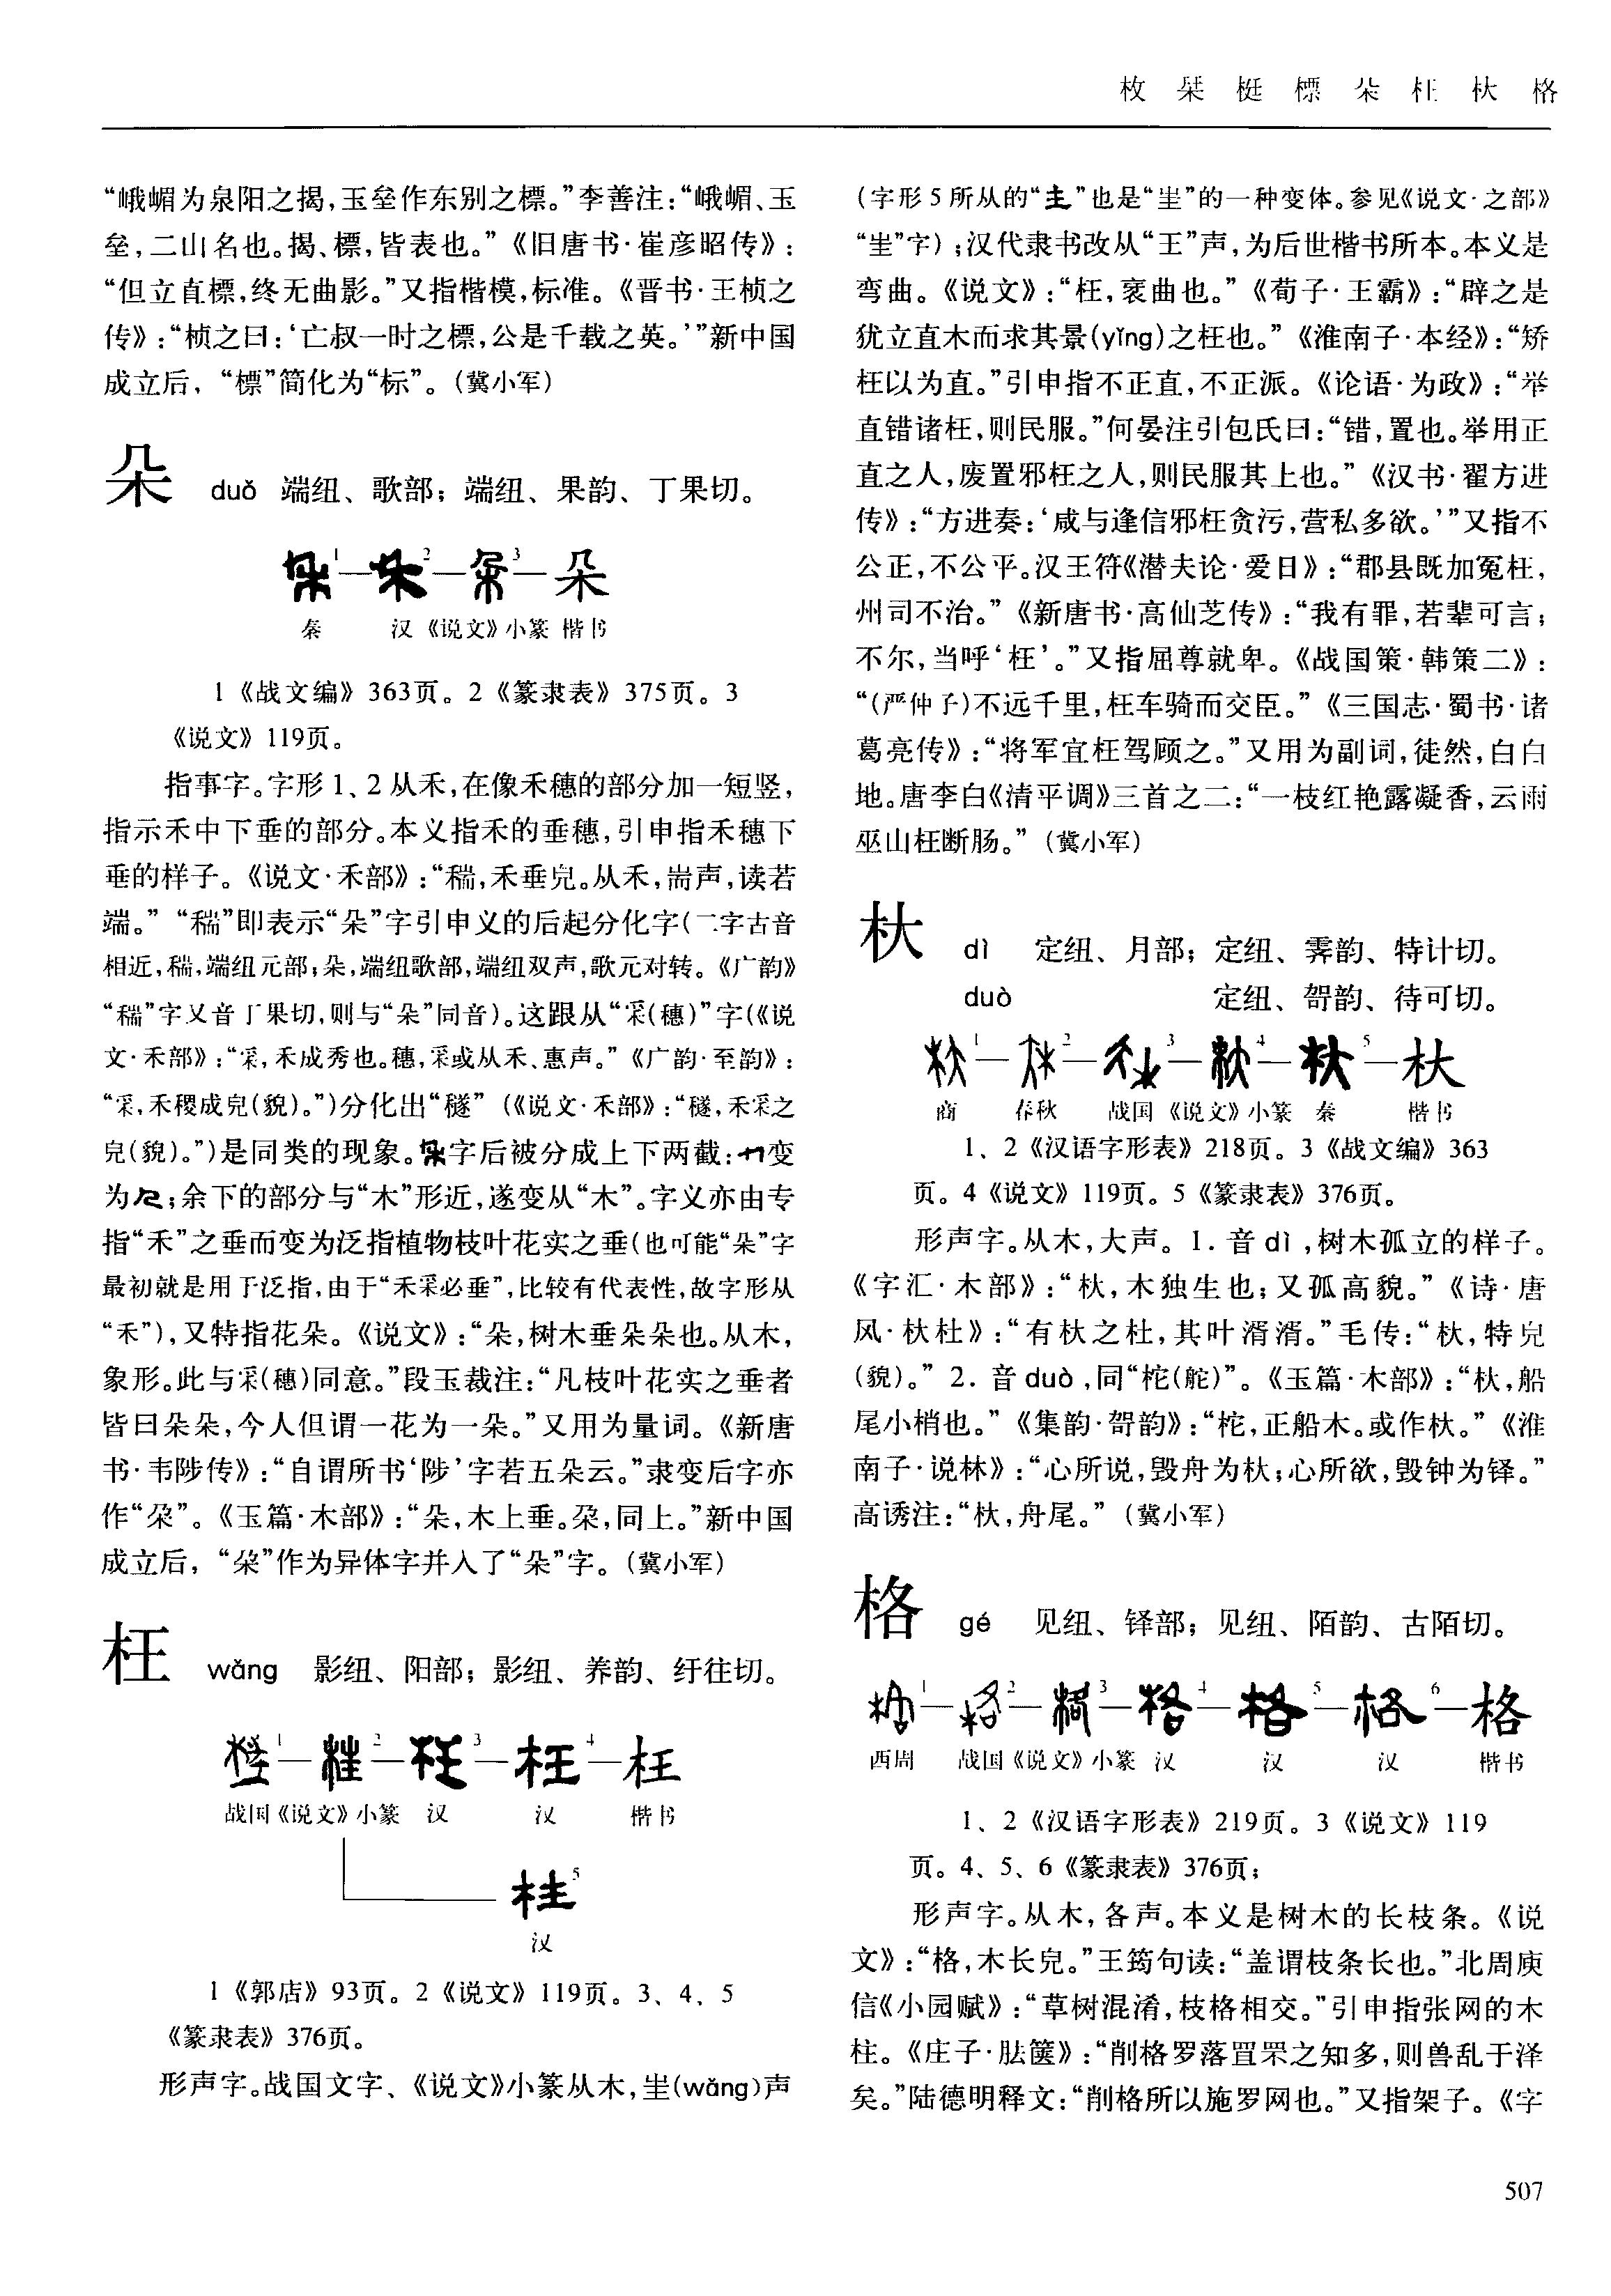 枚 栞 梃 標 朵 枉 杕 格
“峨嵋为泉阳之揭,玉垒作东别之標。”李善注:“峨嵋、玉
垒,二山名也。揭、標,皆表也。”《旧唐书·崔彦昭传》:
“但立直標,终无曲影。”又指楷模,标准。《晋书·王桢之
传》:“桢之曰:‘亡叔一时之標,公是千载之英。’”新中国
成立后,“標”简化为“标”。(冀小军)
朵 duǒ 端纽、歌部;端纽、果韵、丁果切。
1 — 2 — 3 — 朵
秦 汉《说文》小篆 楷书
1《战文编》363页。2《篆隶表》375页。3
《说文》119页。
指事字。字形1、2从禾,在像禾穗的部分加一短竖,
指示禾中下垂的部分。本义指禾的垂穗,引申指禾穗下
垂的样子。《说文·禾部》:“稨,禾垂皃。从禾,耑声,读若
端。”“稨”即表示“朵”字引申义的后起分化字(二字古音
相近,稨,端纽元部;朵,端纽歌部,端纽双声,歌元对转。《广韵》
“稨”字又音丁果切,则与“朵”同音)。这跟从“采(穗)”字(《说
文·禾部》:“采,禾成秀也。穗,采或从禾、惠声。”《广韵·至韵》:
“采,禾稷成皃(貌)。”)分化出“䆃” (《说文·禾部》:“䆃,禾采之
皃(貌)。”)是同类的现象。字后被分成上下两截:变
为;余下的部分与“木”形近,遂变从“木”。字义亦由专
指“禾”之垂而变为泛指植物枝叶花实之垂(也可能“朵”字
最初就是用于泛指,由于“禾采必垂”,比较有代表性,故字形从
“禾”),又特指花朵。《说文》:“朵,树木垂朵朵也。从木,
象形。此与采(穗)同意。”段玉裁注:“凡枝叶花实之垂者
皆曰朵朵,今人但谓一花为一朵。”又用为量词。《新唐
书·韦陟传》:“自谓所书‘陟’字若五朵云。”隶变后字亦
作“朶”。《玉篇·木部》:“朵,木上垂。朶,同上。”新中国
成立后,“朶”作为异体字并入了“朵”字。(冀小军)
枉 wǎng 影纽、阳部;影纽、养韵、纡往切。
1 — 2 — 3 — 4 — 枉
战国《说文》小篆 汉 汉 楷书
5
汉
1《郭店》93页。2《说文》119页。3、4、5
《篆隶表》376页。
形声字。战国文字、《说文》小篆从木,㞷(wǎng)声
(字形5所从的“主”也是“㞷”的一种变体。参见《说文·之部》
“㞷”字);汉代隶书改从“王”声,为后世楷书所本。本义是
弯曲。《说文》:“枉,衺曲也。”《荀子·王霸》:“辟之是
犹立直木而求其景(yǐng)之枉也。”《淮南子·本经》:“矫
枉以为直。”引申指不正直,不正派。《论语·为政》:“举
直错诸枉,则民服。”何晏注引包氏曰:“错,置也。举用正
直之人,废置邪枉之人,则民服其上也。”《汉书·翟方进
传》:“方进奏:‘咸与逢信邪枉贪污,营私多欲。’”又指不
公正,不公平。汉王符《潜夫论·爱日》:“郡县既加冤枉,
州司不治。”《新唐书·高仙芝传》:“我有罪,若辈可言;
不尔,当呼‘枉’。”又指屈尊就卑。《战国策·韩策二》:
“(严仲子)不远千里,枉车骑而交臣。”《三国志·蜀书·诸
葛亮传》:“将军宜枉驾顾之。”又用为副词,徒然,白白
地。唐李白《清平调》三首之二:“一枝红艳露凝香,云雨
巫山枉断肠。”(冀小军)
杕 dì 定纽、月部;定纽、霁韵、特计切。
duò 定纽、哿韵、待可切。
1 — 2 — 3 — 4 — 5 — 杕
商 春秋 战国《说文》小篆 秦 楷书
1、2《汉语字形表》218页。3《战文编》363
页。4《说文》119页。5《篆隶表》376页。
形声字。从木,大声。1.音dì,树木孤立的样子。
《字汇·木部》:“杕,木独生也;又孤高貌。”《诗·唐
风·杕杜》:“有杕之杜,其叶湑湑。”毛传:“杕,特皃
(貌)。”2.音duò,同“柁(舵)”。《玉篇·木部》:“杕,船
尾小梢也。”《集韵·哿韵》:“柁,正船木。或作杕。”《淮
南子·说林》:“心所说,毁舟为杕;心所欲,毁钟为铎。”
高诱注:“杕,舟尾。”(冀小军)
格 gé 见纽、铎部;见纽、陌韵、古陌切。
1 — 2 — 3 — 4 — 5 — 6 — 格
西周 战国《说文》小篆 汉 汉 汉 楷书
1、2《汉语字形表》219页。3《说文》119
页。4、5、6《篆隶表》376页;
形声字。从木,各声。本义是树木的长枝条。《说
文》:“格,木长皃。”王筠句读:“盖谓枝条长也。”北周庾
信《小园赋》:“草树混淆,枝格相交。”引申指张网的木
柱。《庄子·胠箧》:“削格罗落罝罘之知多,则兽乱于泽
矣。”陆德明释文:“削格所以施罗网也。”又指架子。《字
507